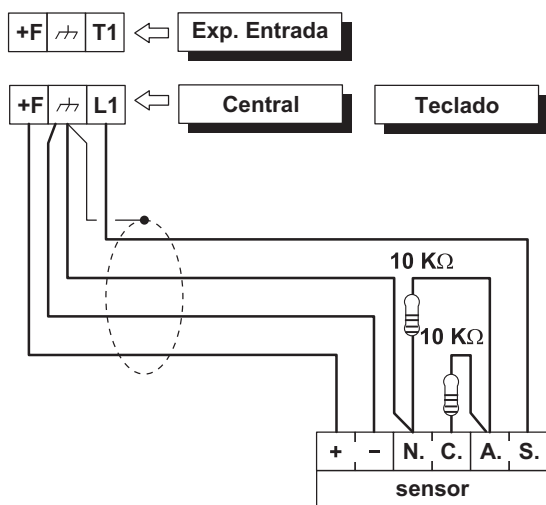 +F T1 Exp. Entrada
+F L1 Central Teclado
10 KΩ
10 KΩ
+ − N. C. A. S.
sensor